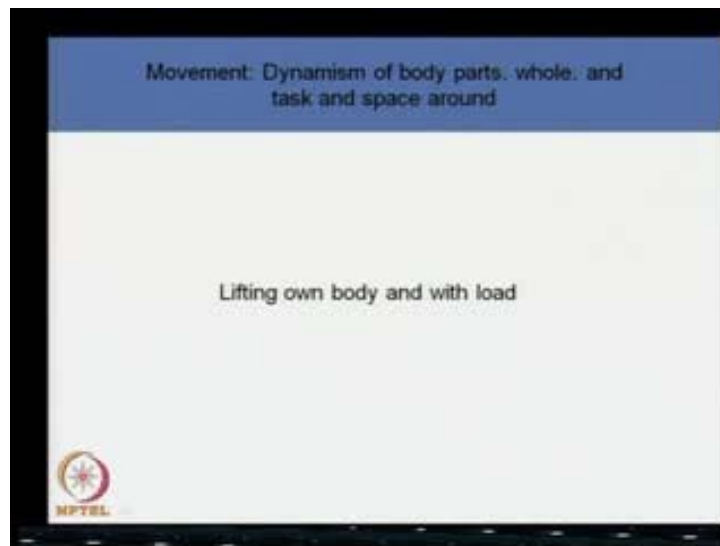 Movement: Dynamism of body parts. whole. and
task and space around
Lifting own body and with load
NPTEL